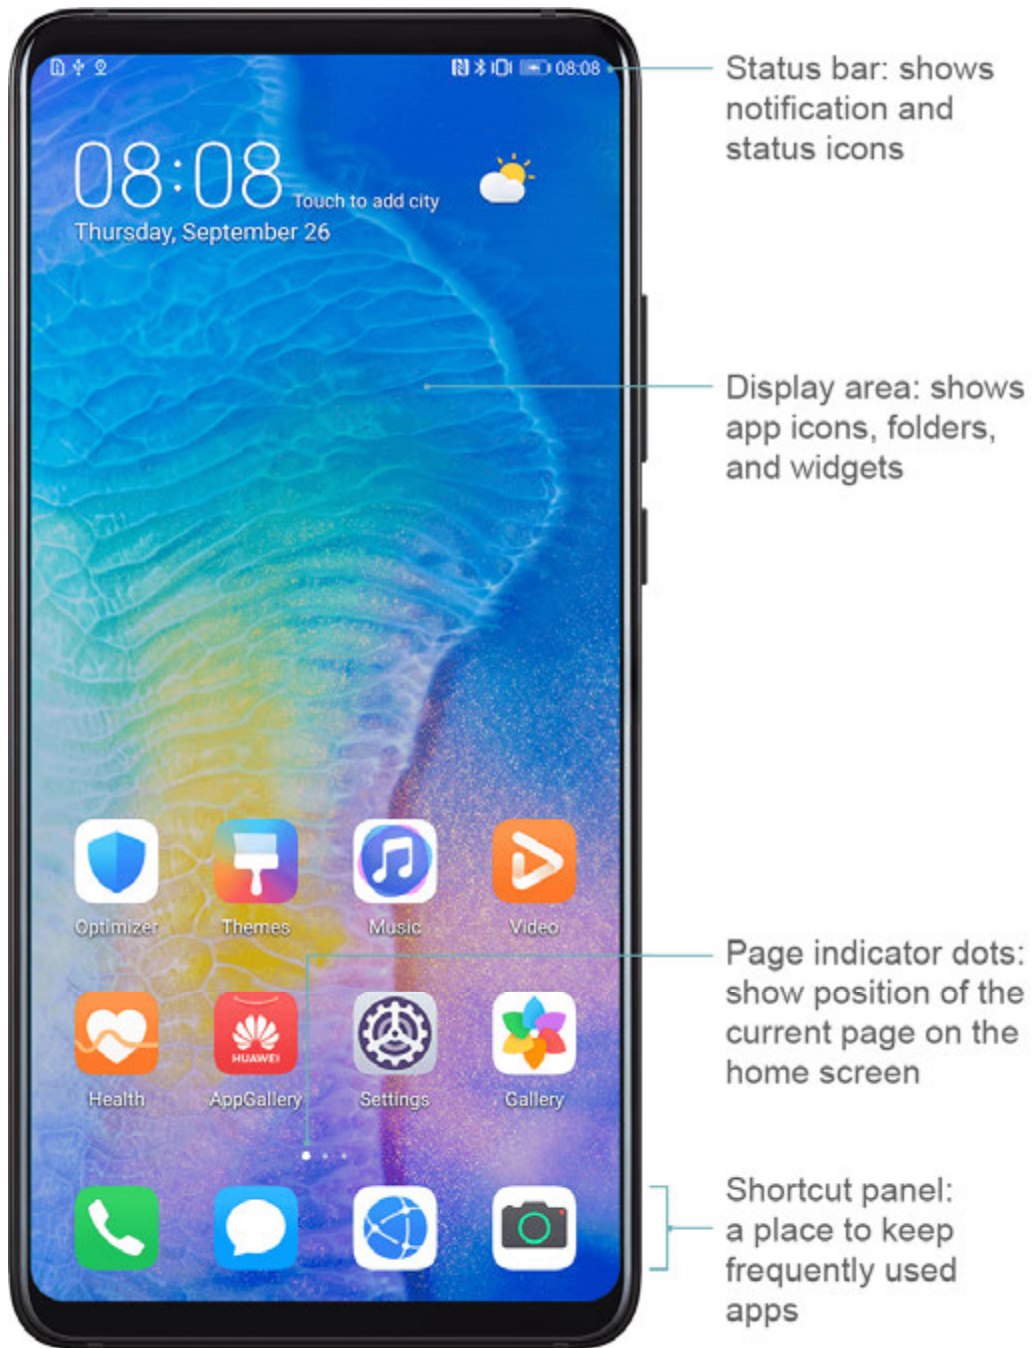 08:08
08:08
Touch to add city
Thursday, September 26
Optimizer
Themes
Music
Video
HUAWEI
Health
AppGallery
Settings
Gallery
Status bar: shows
notification and
status icons
Display area: shows
app icons, folders,
and widgets
Page indicator dots:
show position of the
current page on the
home screen
Shortcut panel:
a place to keep
frequently used
apps